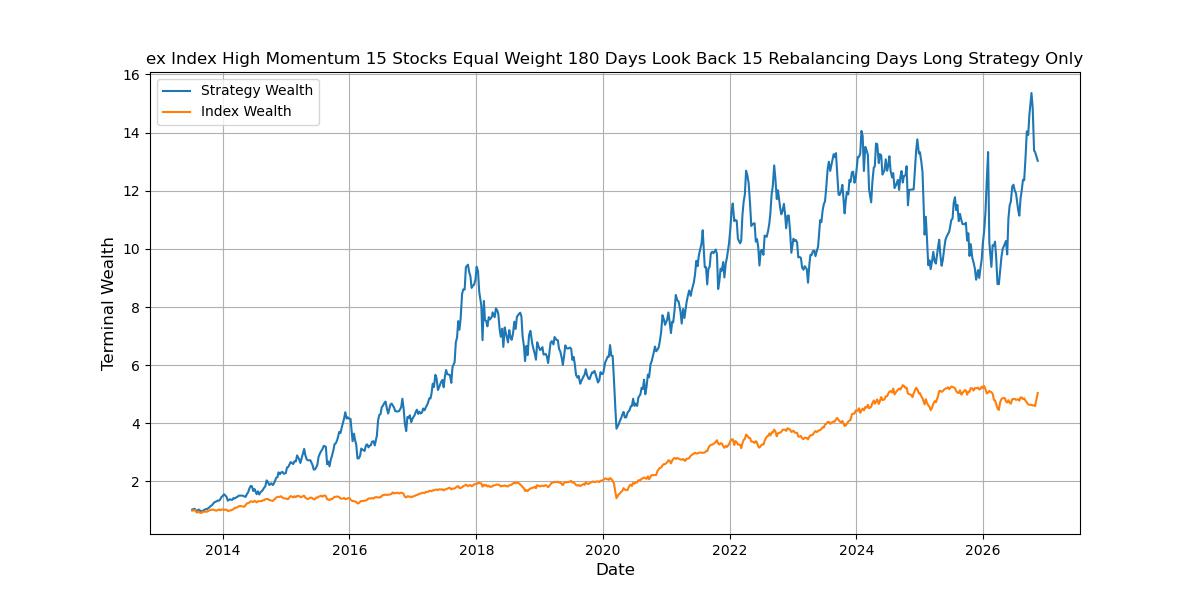 ex Index High Momentum 15 Stocks Equal Weight 180 Days Look Back 15 Rebalancing Days Long Strategy Only
Strategy Wealth
Index Wealth
Terminal Wealth
16
14
12
10
8
6
4
2
2014 2016 2018 2020 2022 2024 2026
Date